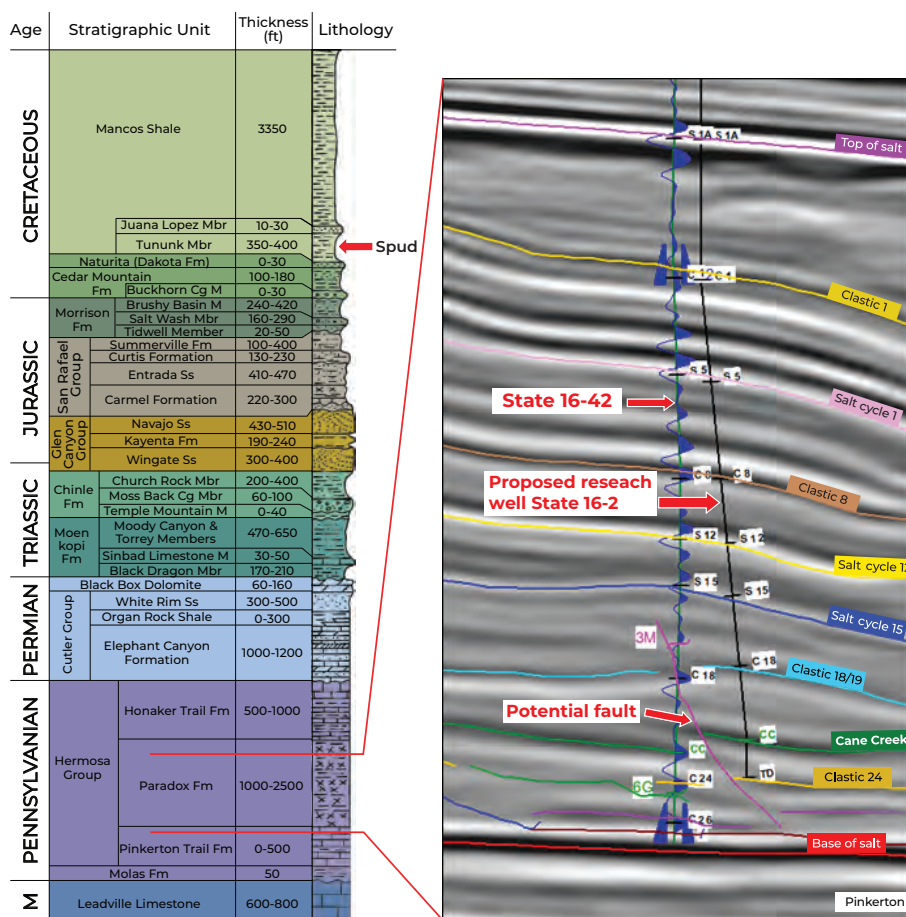 Age Stratigraphic Unit Thickness (ft) Lithology
CRETACEOUS
Mancos Shale 3350
Juana Lopez Mbr 10-30
Tununk Mbr 350-400
Spud
Naturita (Dakota Fm) 0-30
Cedar Mountain Fm 100-180
Buckhorn Cg M 0-30
JURASSIC
Morrison Fm
Brushy Basin M 240-420
Salt Wash Mbr 160-290
Tidwell Member 20-50
San Rafael Group
Summerville Fm 100-400
Curtis Formation 130-230
Entrada Ss 410-470
Carmel Formation 220-300
Glen Canyon Group
Navajo Ss 430-510
Kayenta Fm 190-240
Wingate Ss 300-400
TRIASSIC
Chinle Fm
Church Rock Mbr 200-400
Moss Back Cg Mbr 60-100
Temple Mountain M 0-40
Moen kopi Fm
Moody Canyon & Torrey Members 470-650
Sinbad Limestone M 30-50
Black Dragon Mbr 170-210
PERMIAN
Black Box Dolomite 60-160
Cutler Group
White Rim Ss 300-500
Organ Rock Shale 0-300
Elephant Canyon Formation 1000-1200
PENNSYLVANIAN
Hermosa Group
Honaker Trail Fm 500-1000
Paradox Fm 1000-2500
Pinkerton Trail Fm 0-500
Molas Fm 50
M
Leadville Limestone 600-800
S 1A S 1A
Top of salt
Clastic 1
S 5 S 5
Salt cycle 1
State 16-42
C 8
Clastic 8
Proposed reseach
well State 16-2
S 12 S 12
Salt cycle 12
S 15 S 15
Salt cycle 15
3M
C 18 C 18
Clastic 18/19
Potential fault
CC CC
Cane Creek
6G
C 24 TD
Clastic 24
C 26
Base of salt
Pinkerton